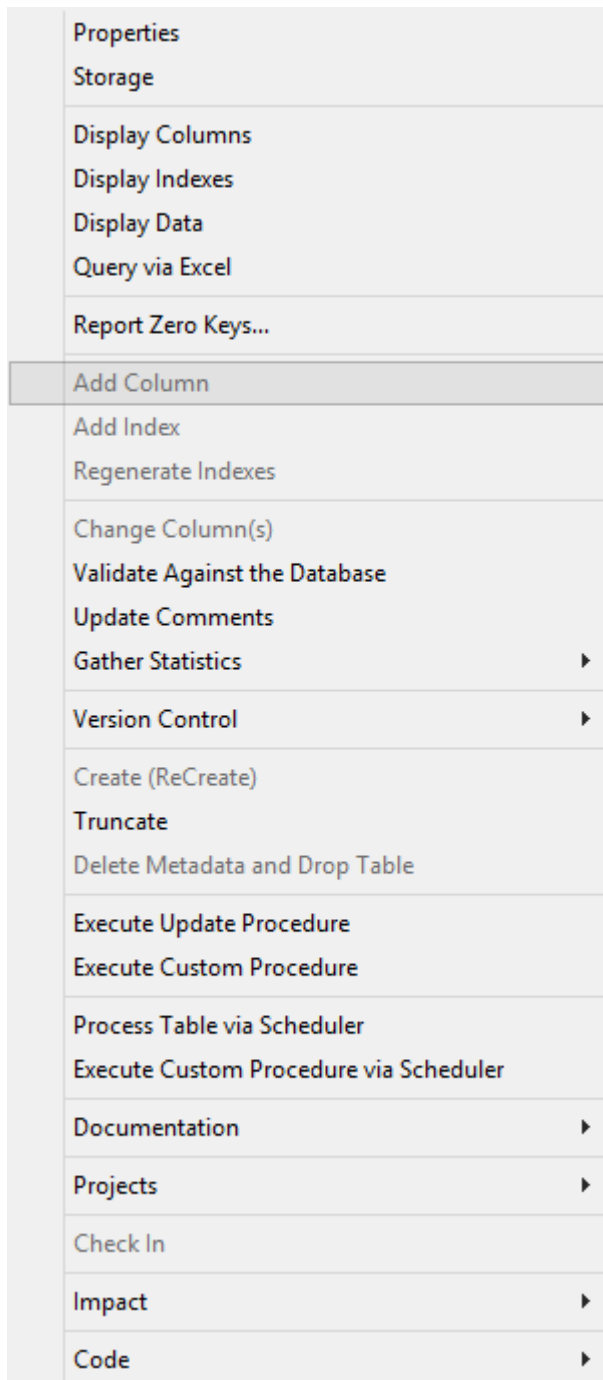 Properties
Storage
Display Columns
Display Indexes
Display Data
Query via Excel
Report Zero Keys...
Add Column
Add Index
Regenerate Indexes
Change Column(s)
Validate Against the Database
Update Comments
Gather Statistics
Version Control
Create (ReCreate)
Truncate
Delete Metadata and Drop Table
Execute Update Procedure
Execute Custom Procedure
Process Table via Scheduler
Execute Custom Procedure via Scheduler
Documentation
Projects
Check In
Impact
Code